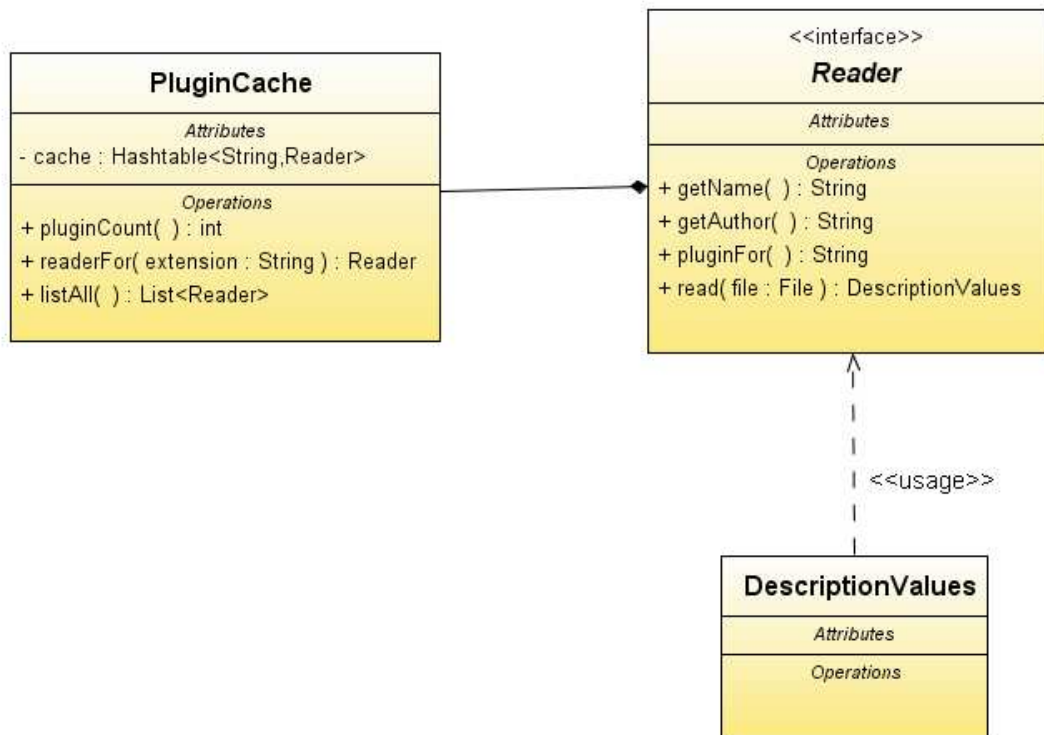 PluginCache
Attributes
- cache : Hashtable<String,Reader>
Operations
+ pluginCount( ) : int
+ readerFor( extension : String ) : Reader
+ listAll( ) : List<Reader>
<<interface>>
Reader
Attributes
Operations
+ getName( ) : String
+ getAuthor( ) : String
+ pluginFor( ) : String
+ read( file : File ) : DescriptionValues
<<usage>>
DescriptionValues
Attributes
Operations